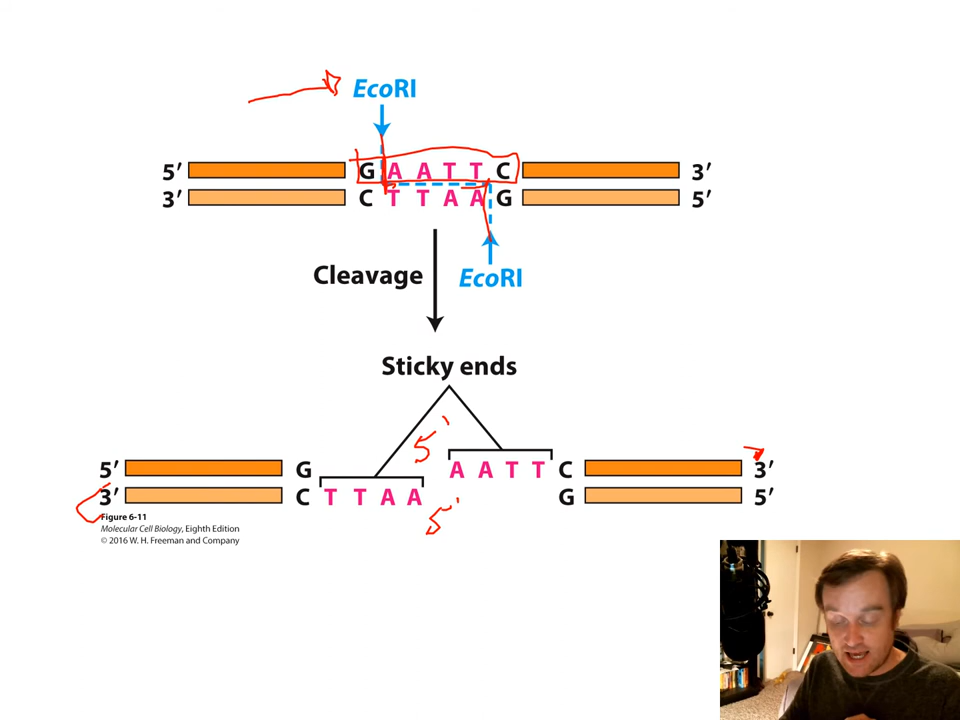 EcoRI
5′ G A A T T C 3′
3′ C T T A A G 5′
Cleavage EcoRI
Sticky ends
5′
5′ G A A T T C 3′
3′ C T T A A G 5′
5′
Figure 6-11
Molecular Cell Biology, Eighth Edition
© 2016 W. H. Freeman and Company